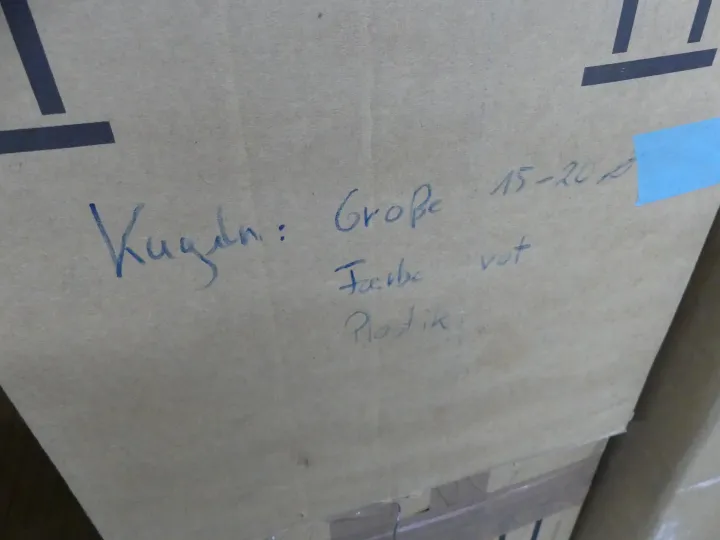 Kugeln: Große 15-20 ø
Farbe rot
Plastik